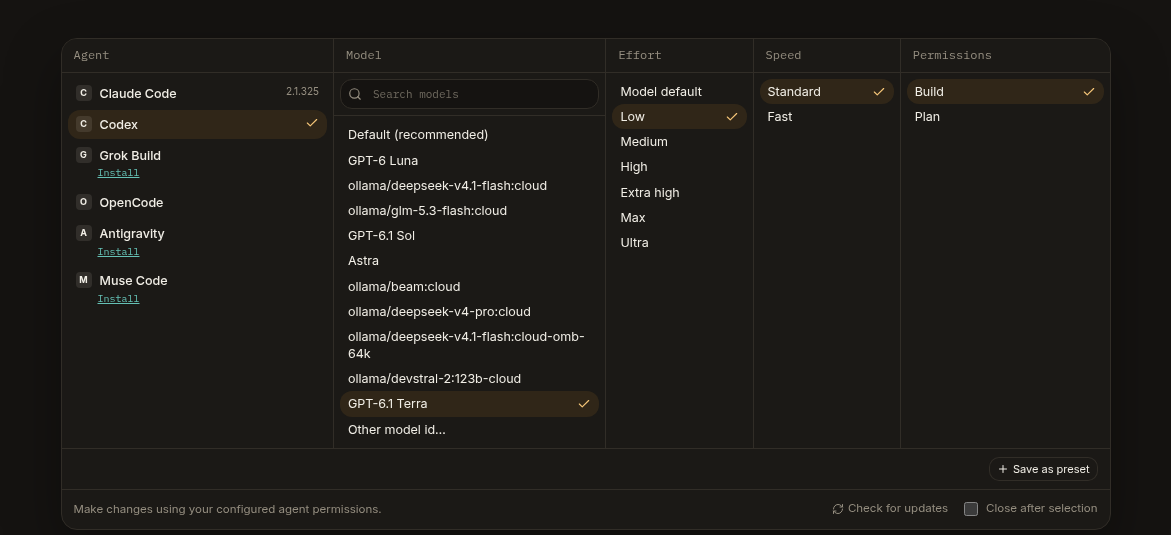 Agent
Model
Effort
Speed
Permissions
C Claude Code 2.1.325
C Codex
G Grok Build
Install
O OpenCode
A Antigravity
Install
M Muse Code
Install
Search models
Default (recommended)
GPT-6 Luna
ollama/deepseek-v4.1-flash:cloud
ollama/glm-5.3-flash:cloud
GPT-6.1 Sol
Astra
ollama/beam:cloud
ollama/deepseek-v4-pro:cloud
ollama/deepseek-v4.1-flash:cloud-omb-
64k
ollama/devstral-2:123b-cloud
GPT-6.1 Terra
Other model id...
Model default
Low
Medium
High
Extra high
Max
Ultra
Standard
Fast
Build
Plan
+ Save as preset
Make changes using your configured agent permissions.
Check for updates
Close after selection